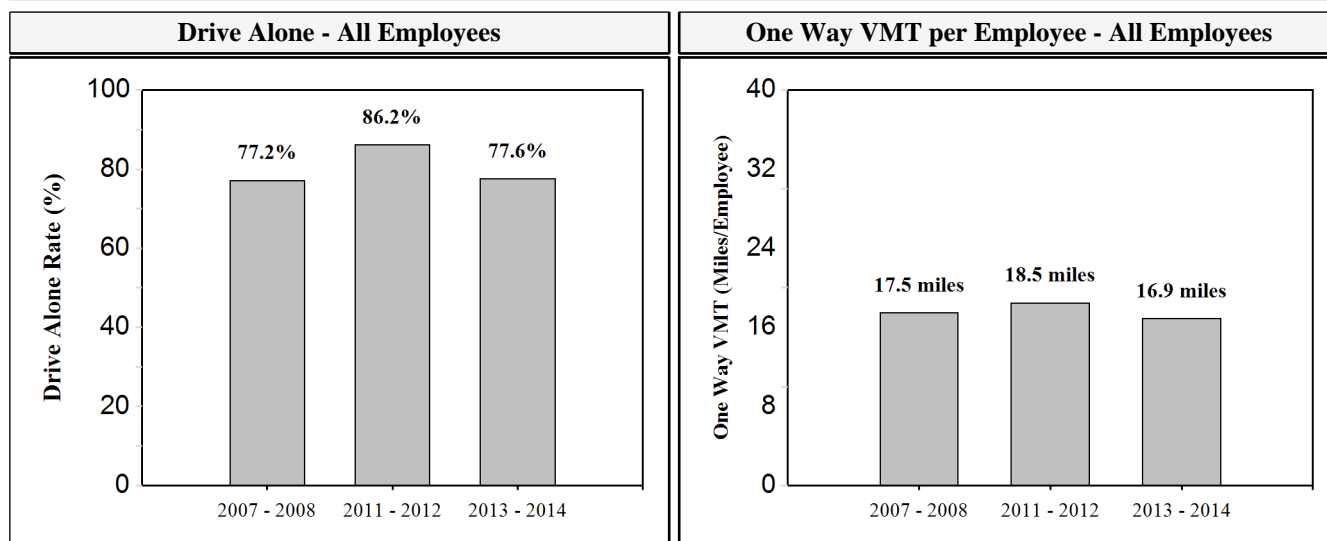 Drive Alone - All Employees
One Way VMT per Employee - All Employees
Drive Alone Rate (%)
100
80
60
40
20
0
77.2%
86.2%
77.6%
2007 - 2008
2011 - 2012
2013 - 2014
One Way VMT (Miles/Employee)
40
32
24
16
8
0
17.5 miles
18.5 miles
16.9 miles
2007 - 2008
2011 - 2012
2013 - 2014